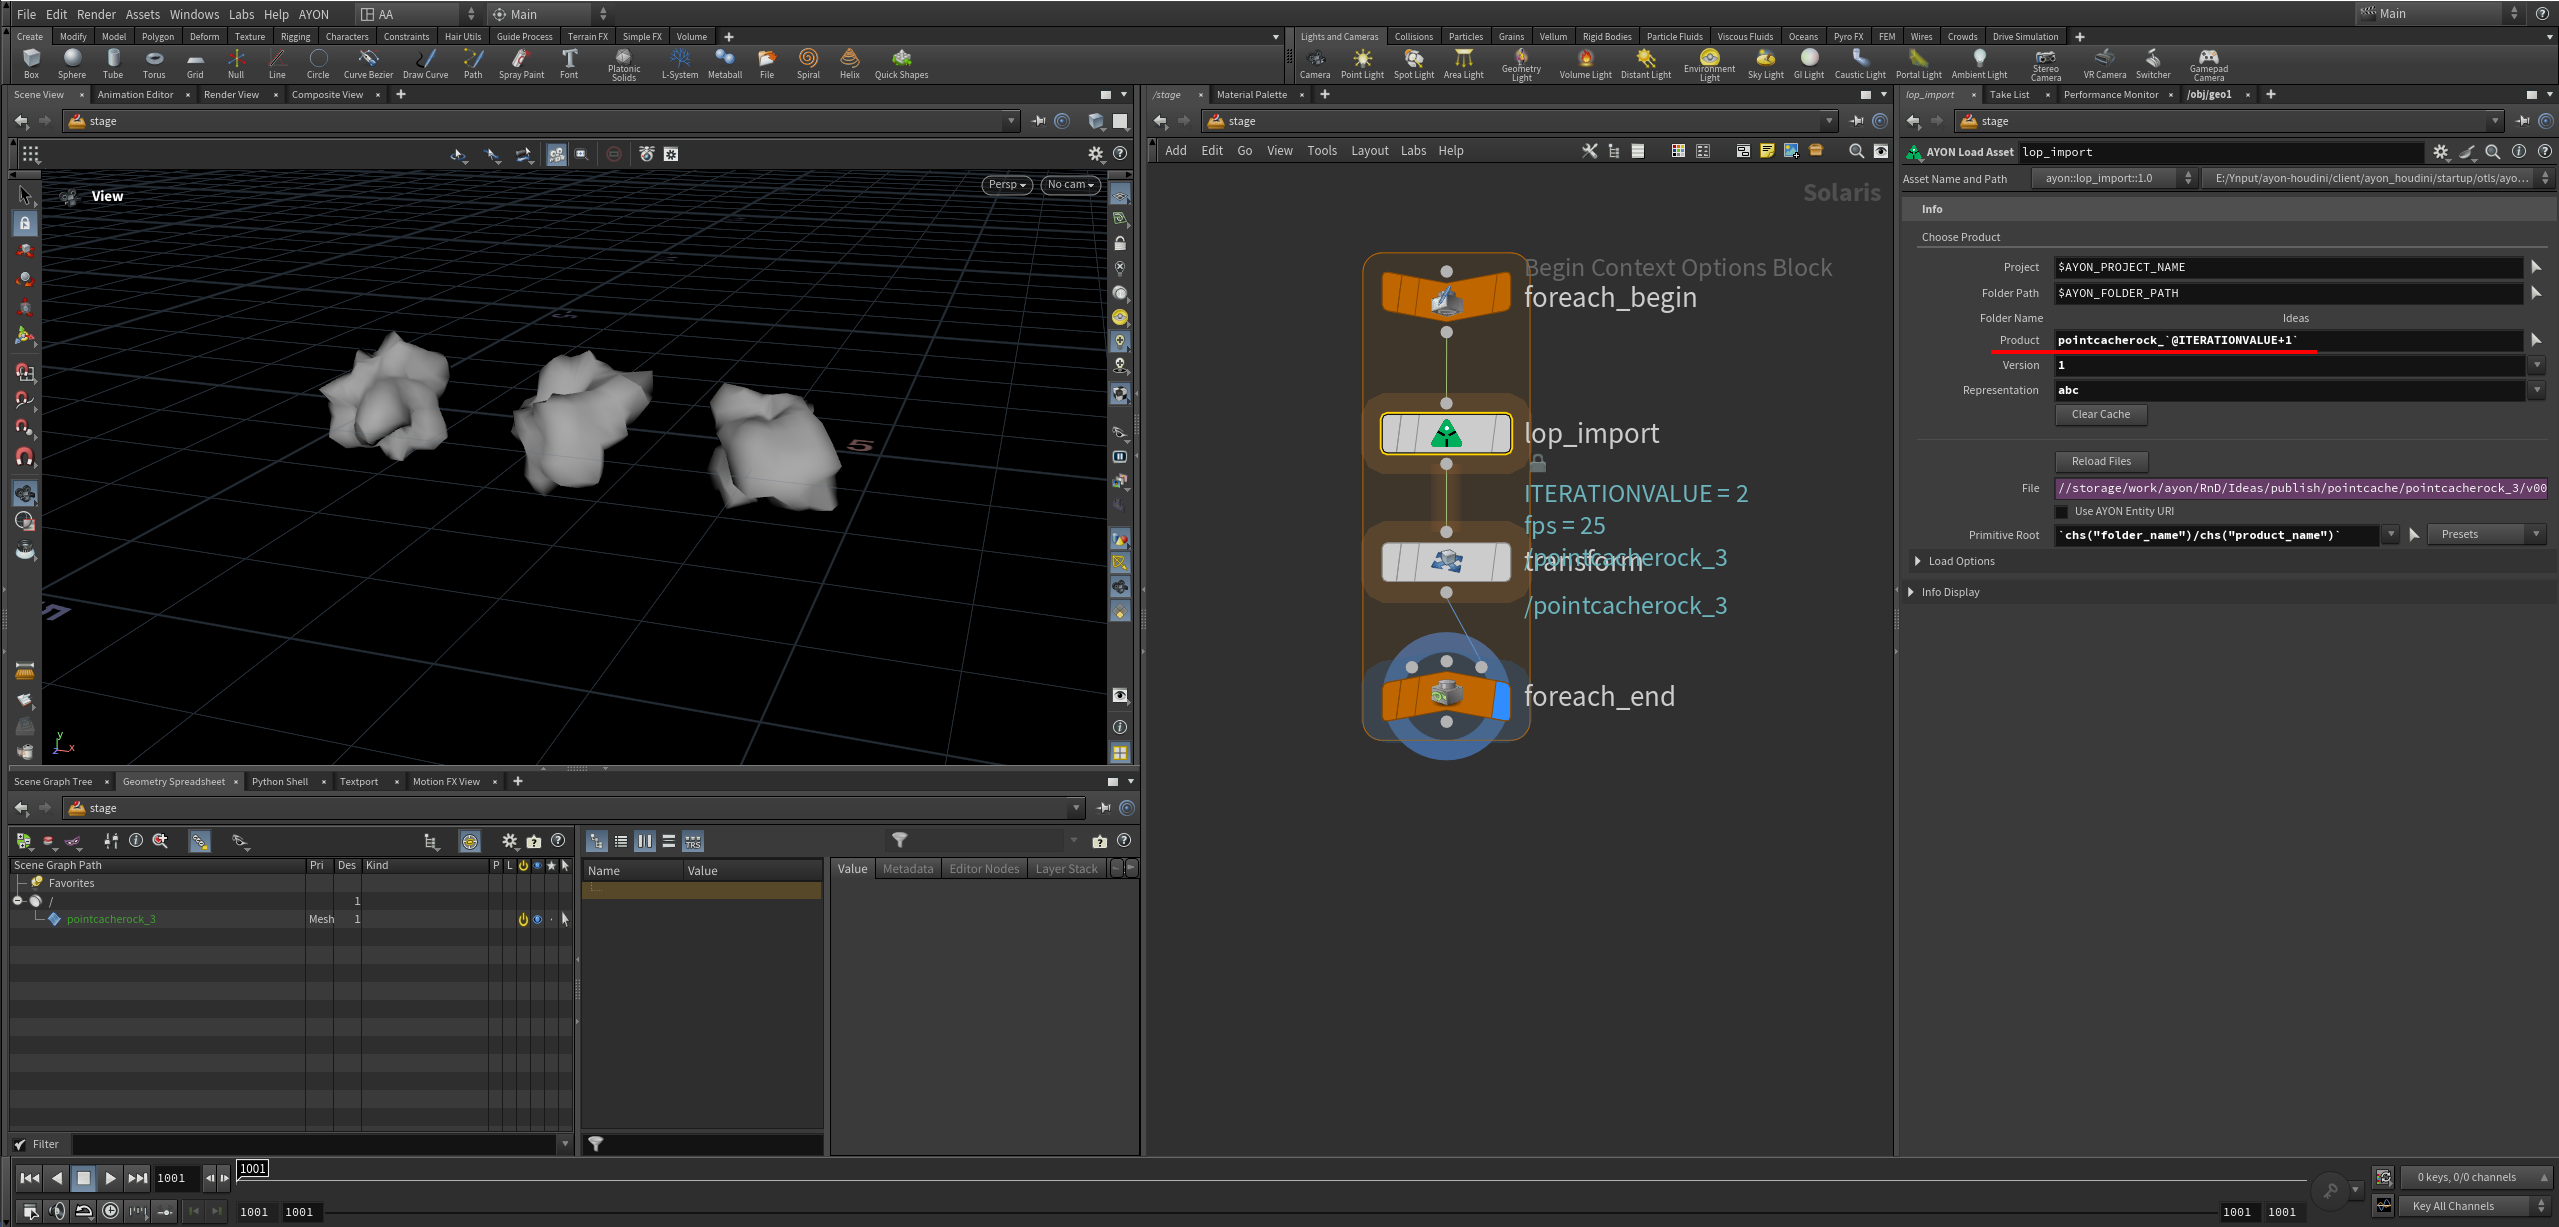 File Edit Render Assets Windows Labs Help AYON AA Main Main
Create Modify Model Polygon Deform Texture Rigging Characters Constraints Hair Utils Guide Process Terrain FX Simple FX Volume
Box Sphere Tube Torus Grid Null Line Circle Curve Bezier Draw Curve Path Spray Paint Font Platonic Solids L-System Metaball File Spiral Helix Quick Shapes
Lights and Cameras Collisions Particles Grains Vellum Rigid Bodies Particle Fluids Viscous Fluids Oceans Pyro FX FEM Wires Crowds Drive Simulation
Camera Point Light Spot Light Area Light Geometry Light Volume Light Distant Light Environment Light Sky Light GI Light Caustic Light Portal Light Ambient Light Stereo Camera VR Camera Switcher Gamepad Camera
Scene View Animation Editor Render View Composite View
stage
View
Persp
No cam
5
5
5
y
z x
Scene Graph Tree Geometry Spreadsheet Python Shell Textport Motion FX View
stage
Scene Graph Path Pri Des Kind P L
Favorites
/ 1
pointcacherock_3 Mesh 1
Filter
TRS
Name Value
Value Metadata Editor Nodes Layer Stack
/stage Material Palette
stage
Add Edit Go View Tools Layout Labs Help
Solaris
Begin Context Options Block
foreach_begin
lop_import
ITERATIONVALUE = 2
fps = 25
/pointcacherock_3
transform
/pointcacherock_3
foreach_end
lop_import Take List Performance Monitor /obj/geo1
stage
AYON Load Asset lop_import
Asset Name and Path ayon::lop_import::1.0 E:/Ynput/ayon-houdini/client/ayon_houdini/startup/otls/ayo...
Info
Choose Product
Project $AYON_PROJECT_NAME
Folder Path $AYON_FOLDER_PATH
Folder Name Ideas
Product pointcacherock_`@ITERATIONVALUE+1`
Version 1
Representation abc
Clear Cache
Reload Files
File //storage/work/ayon/RnD/Ideas/publish/pointcache/pointcacherock_3/v00
Use AYON Entity URI
Primitive Root `chs("folder_name")/chs("product_name")` Presets
Load Options
Info Display
1001 1001
1001 1001 1001 1001
0 keys, 0/0 channels
Key All Channels